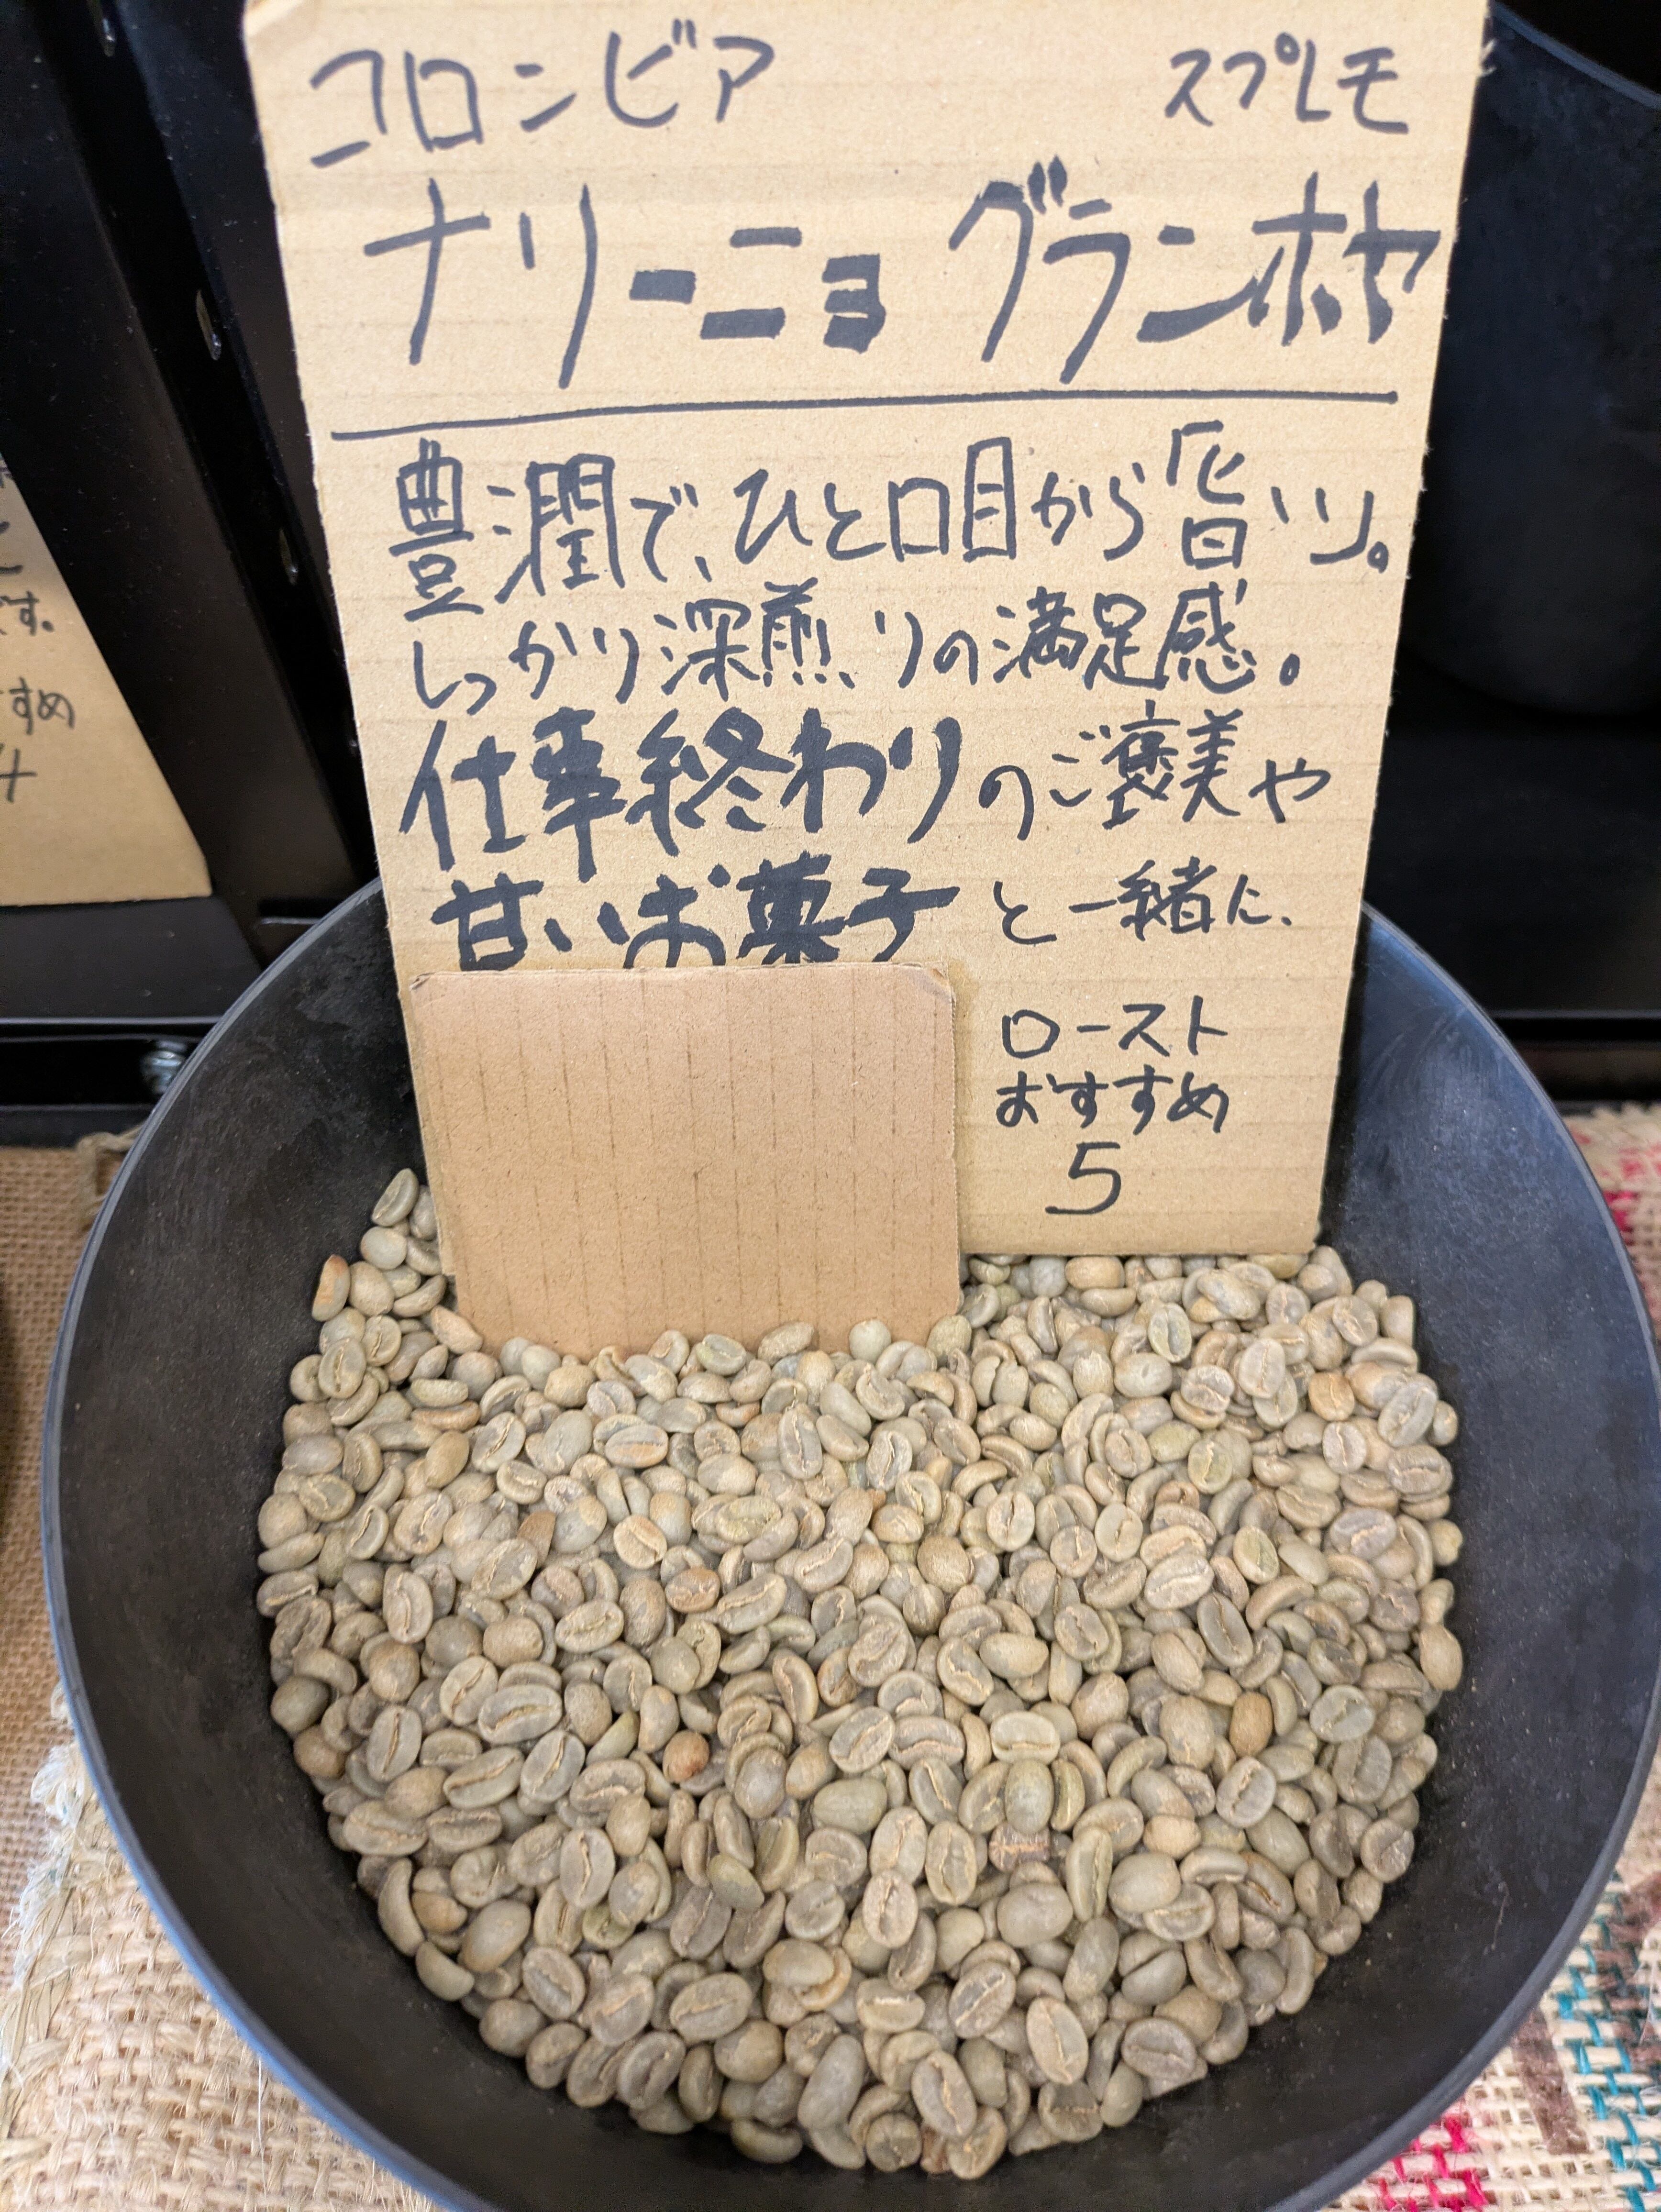 コロンビア スプレモ
ナリーニョ グランホヤ
豊潤で、ひと口目から旨い。
しっかり深煎りの満足感。
仕事終わりのご褒美や
甘いお菓子と一緒に、
ロースト
おすすめ
5
す。
すめ